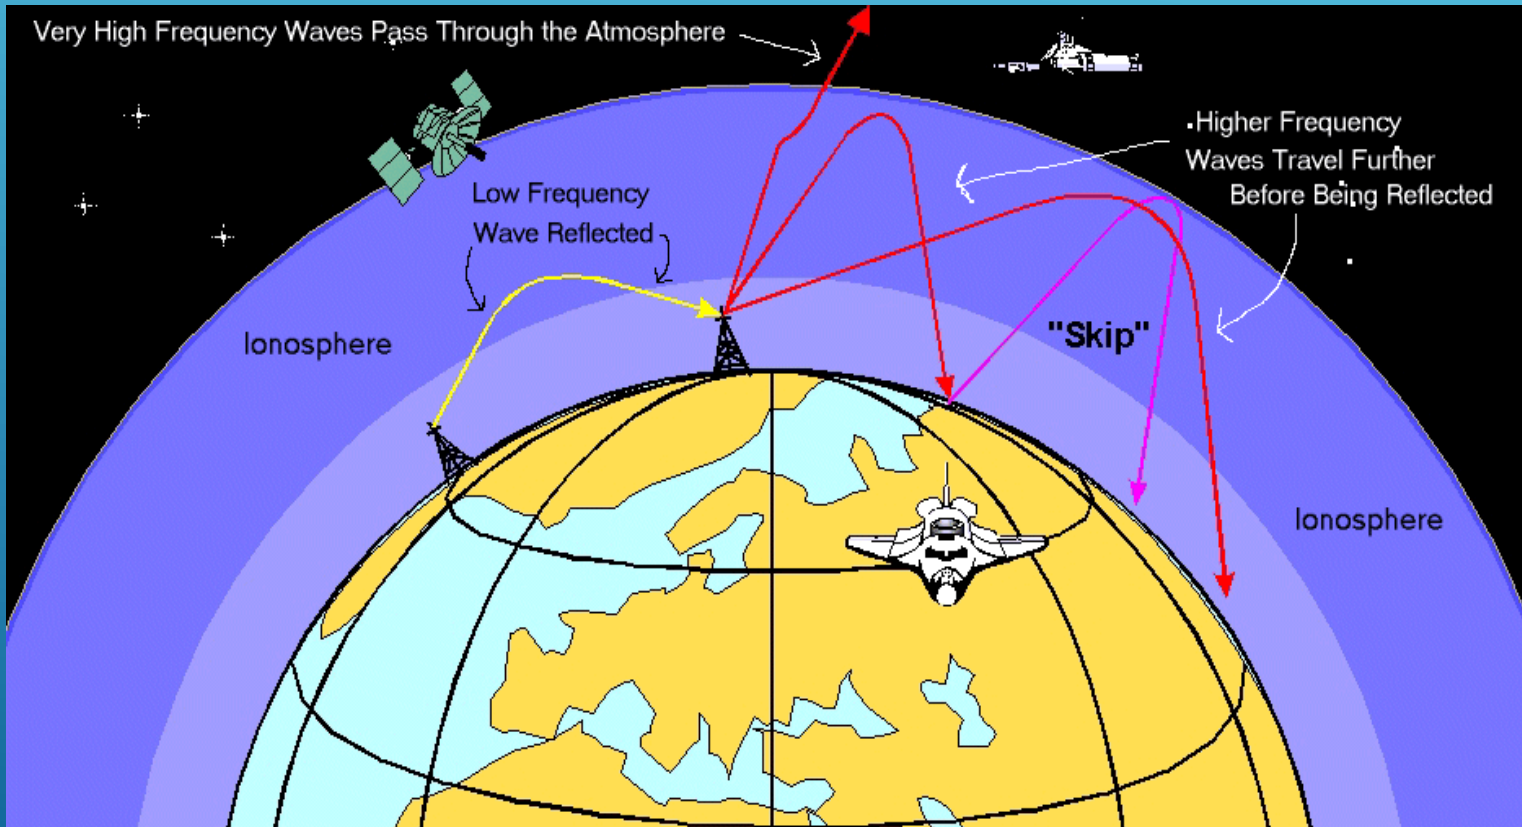 Very High Frequency Waves Pass Through the Atmosphere
Higher Frequency
Waves Travel Further
Before Being Reflected
Low Frequency
Wave Reflected
Ionosphere
"Skip"
Ionosphere